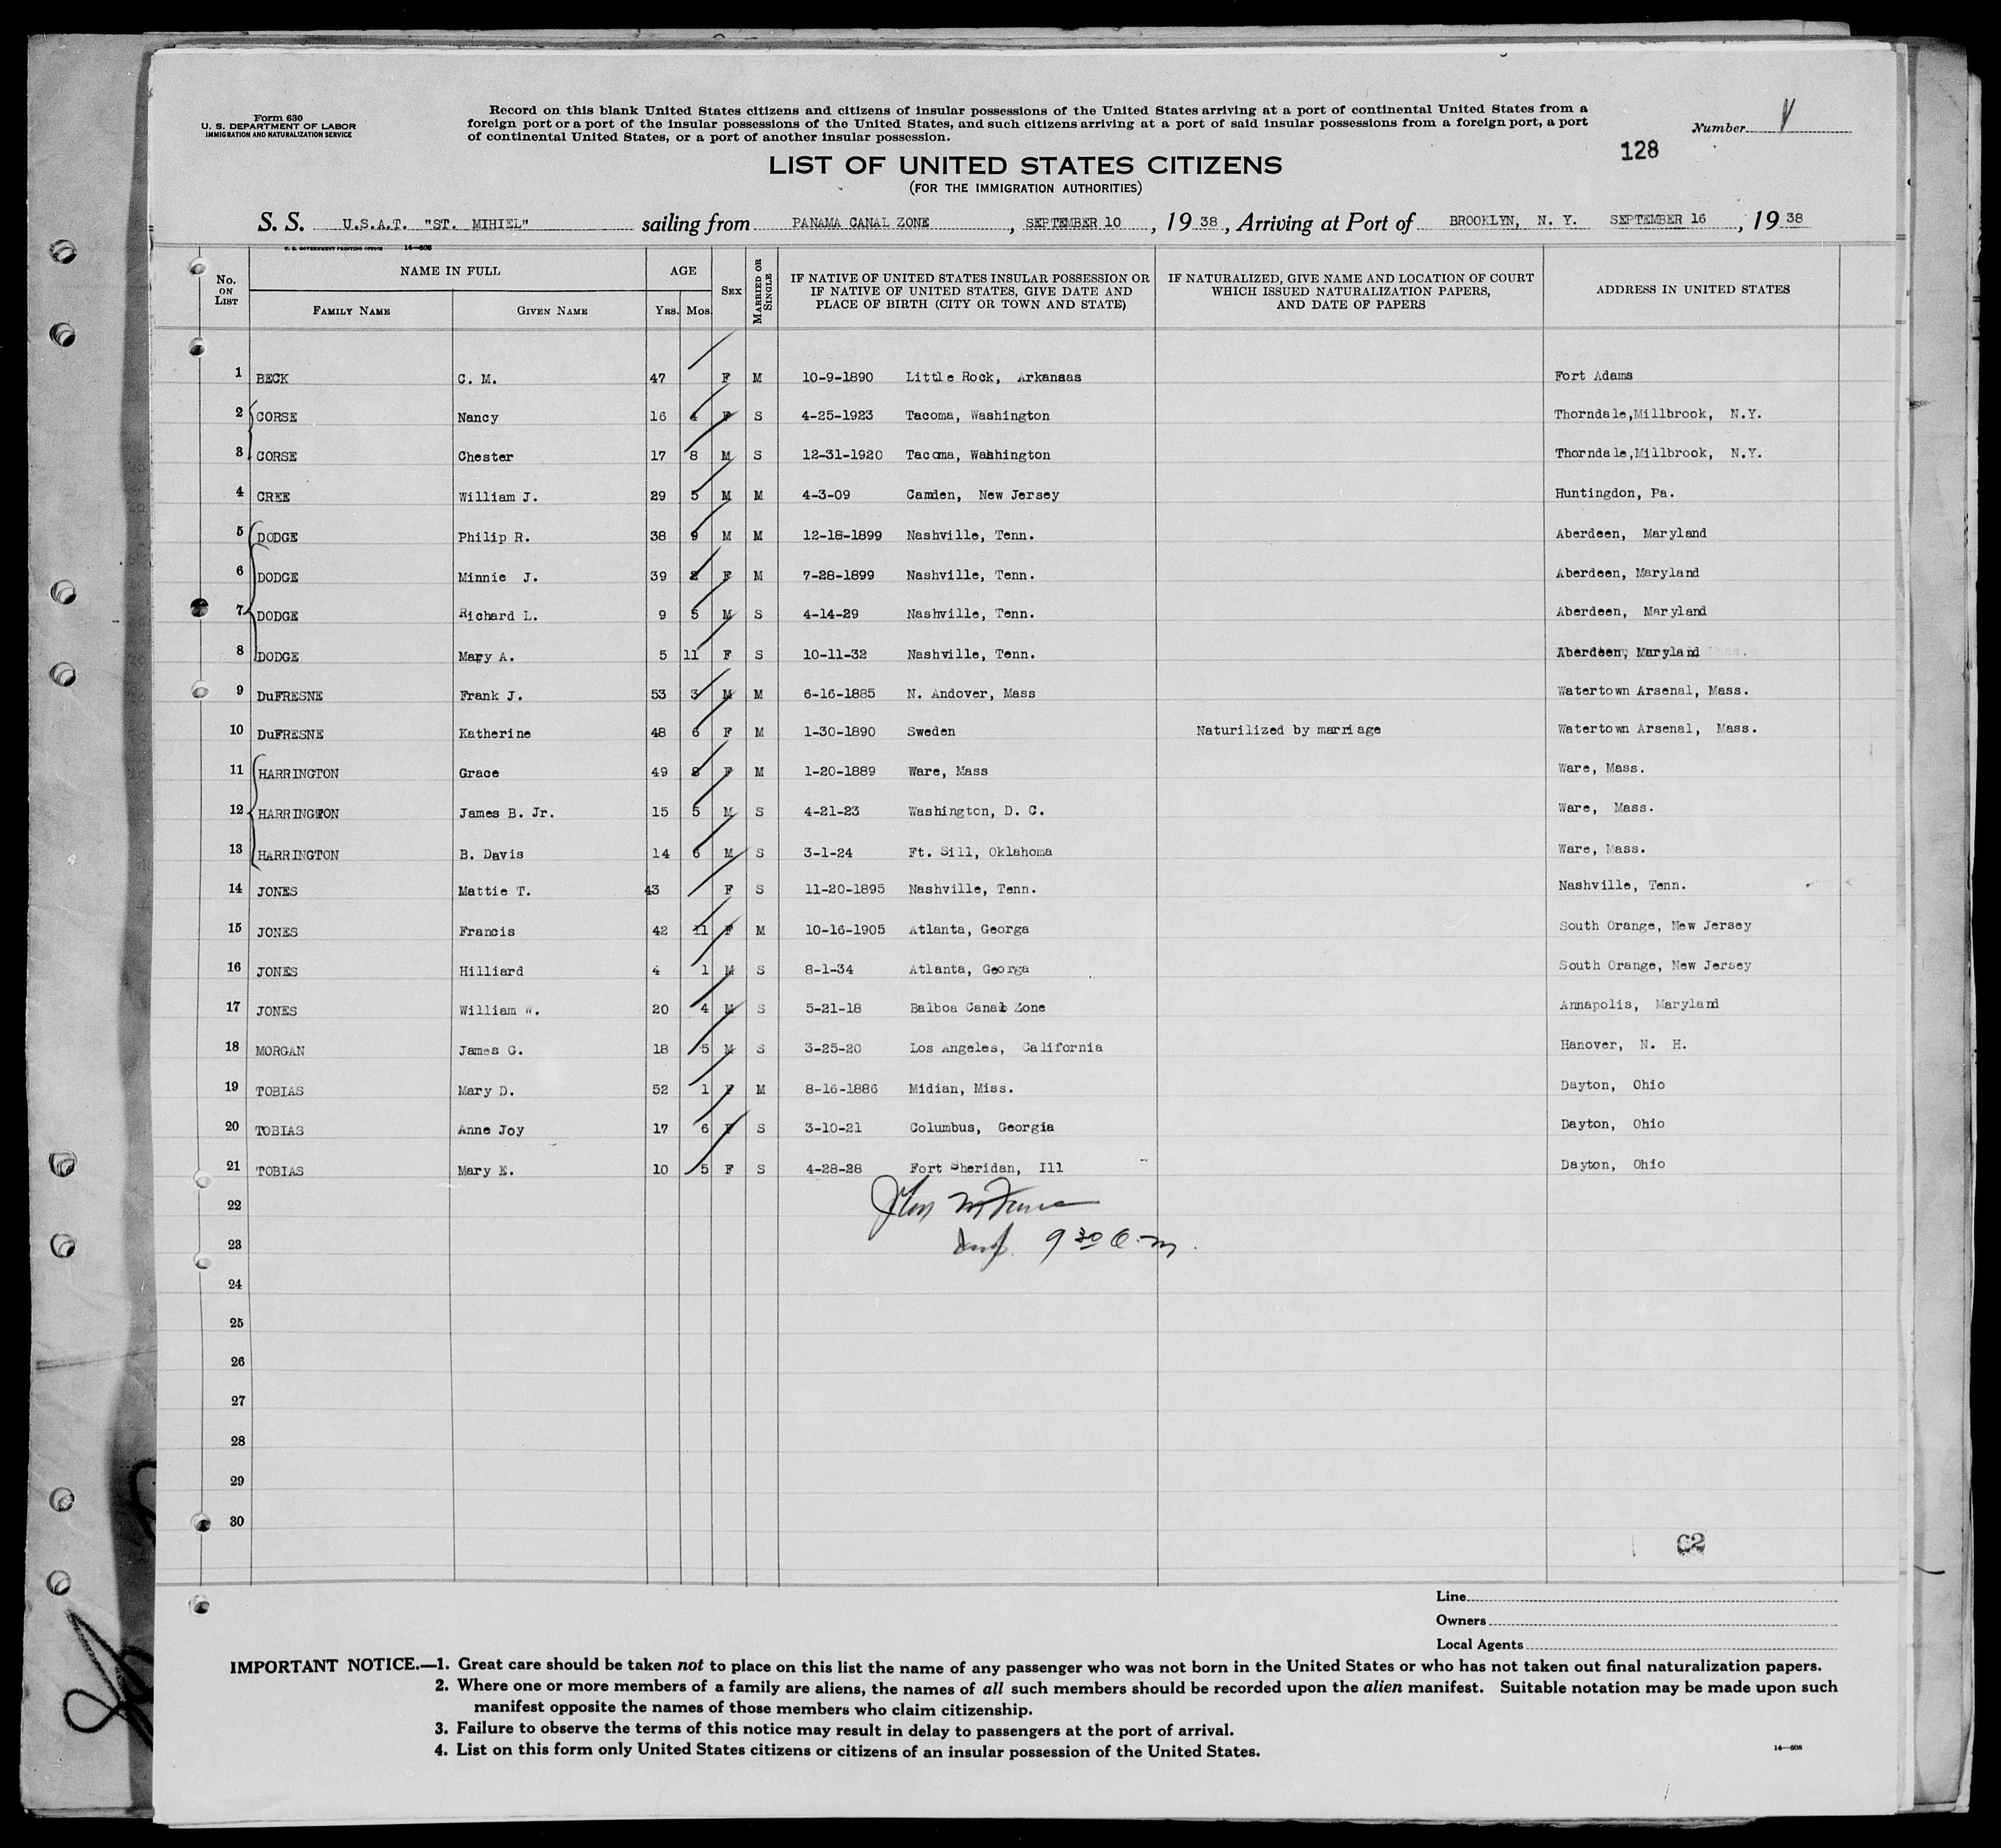 Form 630
U. S. DEPARTMENT OF LABOR
IMMIGRATION AND NATURALIZATION SERVICE
Record on this blank United States citizens and citizens of insular possessions of the United States arriving at a port of continental United States from a
foreign port or a port of the insular possessions of the United States, and such citizens arriving at a port of said insular possessions from a foreign port, a port
of continental United States, or a port of another insular possession.
Number
128
LIST OF UNITED STATES CITIZENS
(FOR THE IMMIGRATION AUTHORITIES)
S. S. U.S.A.T. "ST. MIHIEL" sailing from PANAMA CANAL ZONE, SEPTEMBER 10, 1938, Arriving at Port of BROOKLYN, N. Y. SEPTEMBER 16, 1938
U. S. GOVERNMENT PRINTING OFFICE 14—608
No. ON LIST
NAME IN FULL
FAMILY NAME
GIVEN NAME
AGE
YRS. MOS.
SEX
MARRIED OR SINGLE
IF NATIVE OF UNITED STATES INSULAR POSSESSION OR
IF NATIVE OF UNITED STATES, GIVE DATE AND
PLACE OF BIRTH (CITY OR TOWN AND STATE)
IF NATURALIZED, GIVE NAME AND LOCATION OF COURT
WHICH ISSUED NATURALIZATION PAPERS,
AND DATE OF PAPERS
ADDRESS IN UNITED STATES
1 BECK C. M. 47 F M 10-9-1890 Little Rock, Arkansas Fort Adams
2 CORSE Nancy 16 4 F S 4-25-1923 Tacoma, Washington Thorndale,Millbrook, N.Y.
3 CORSE Chester 17 8 M S 12-31-1920 Tacoma, Washington Thorndale,Millbrook, N.Y.
4 CREE William J. 29 5 M M 4-3-09 Camden, New Jersey Huntingdon, Pa.
5 DODGE Philip R. 38 9 M M 12-18-1899 Nashville, Tenn. Aberdeen, Maryland
6 DODGE Minnie J. 39 2 F M 7-28-1899 Nashville, Tenn. Aberdeen, Maryland
7 DODGE Richard L. 9 5 M S 4-14-29 Nashville, Tenn. Aberdeen, Maryland
8 DODGE Mary A. 5 11 F S 10-11-32 Nashville, Tenn. Aberdeen, Maryland
9 DuFRESNE Frank J. 53 3 M M 6-16-1885 N. Andover, Mass Watertown Arsenal, Mass.
10 DuFRESNE Katherine 48 6 F M 1-30-1890 Sweden Naturilized by marriage Watertown Arsenal, Mass.
11 HARRINGTON Grace 49 8 F M 1-20-1889 Ware, Mass Ware, Mass.
12 HARRINGTON James B. Jr. 15 5 M S 4-21-23 Washington, D. C. Ware, Mass.
13 HARRINGTON B. Davis 14 6 M S 3-1-24 Ft. Sill, Oklahoma Ware, Mass.
14 JONES Mattie T. 43 F S 11-20-1895 Nashville, Tenn. Nashville, Tenn.
15 JONES Francis 42 11 F M 10-16-1905 Atlanta, Georga South Orange, New Jersey
16 JONES Hilliard 4 1 M S 8-1-34 Atlanta, Georga South Orange, New Jersey
17 JONES William W. 20 4 M S 5-21-18 Balboa Canal Zone Annapolis, Maryland
18 MORGAN James G. 18 5 M S 3-25-20 Los Angeles, California Hanover, N. H.
19 TOBIAS Mary D. 52 1 F M 8-16-1886 Midian, Miss. Dayton, Ohio
20 TOBIAS Anne Joy 17 6 F S 3-10-21 Columbus, Georgia Dayton, Ohio
21 TOBIAS Mary E. 10 5 F S 4-28-28 Fort Sheridan, Ill Dayton, Ohio
22
23 9 30 a.m.
24
25
26
27
28
29
30
62
Line
Owners
Local Agents
IMPORTANT NOTICE.—1. Great care should be taken not to place on this list the name of any passenger who was not born in the United States or who has not taken out final naturalization papers.
2. Where one or more members of a family are aliens, the names of all such members should be recorded upon the alien manifest. Suitable notation may be made upon such
manifest opposite the names of those members who claim citizenship.
3. Failure to observe the terms of this notice may result in delay to passengers at the port of arrival.
4. List on this form only United States citizens or citizens of an insular possession of the United States.
14—608